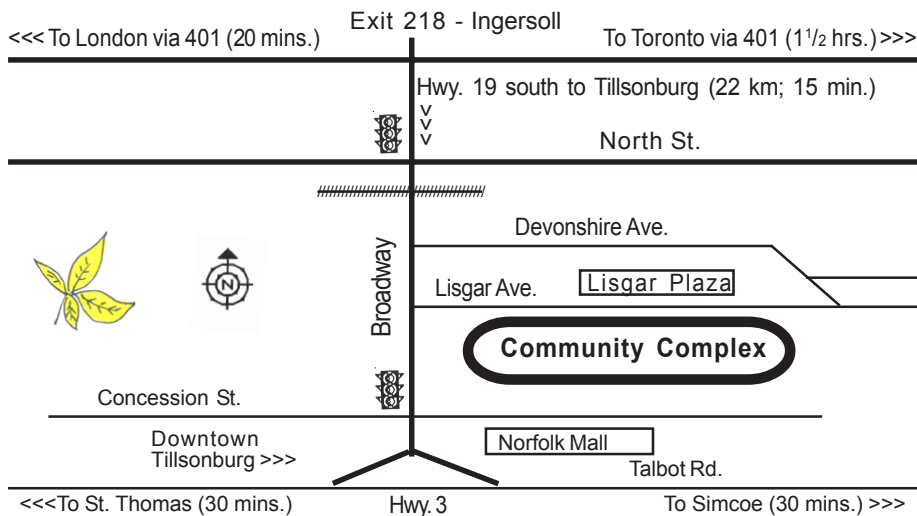 Exit 218 - Ingersoll
<<< To London via 401 (20 mins.)
To Toronto via 401 (1 1/2 hrs.) >>>
Hwy. 19 south to Tillsonburg (22 km; 15 min.)
North St.
Devonshire Ave.
Broadway
Lisgar Ave.
Lisgar Plaza
N
Community Complex
Concession St.
Downtown
Tillsonburg >>>
Norfolk Mall
Talbot Rd.
<<<To St. Thomas (30 mins.)
Hwy. 3
To Simcoe (30 mins.) >>>